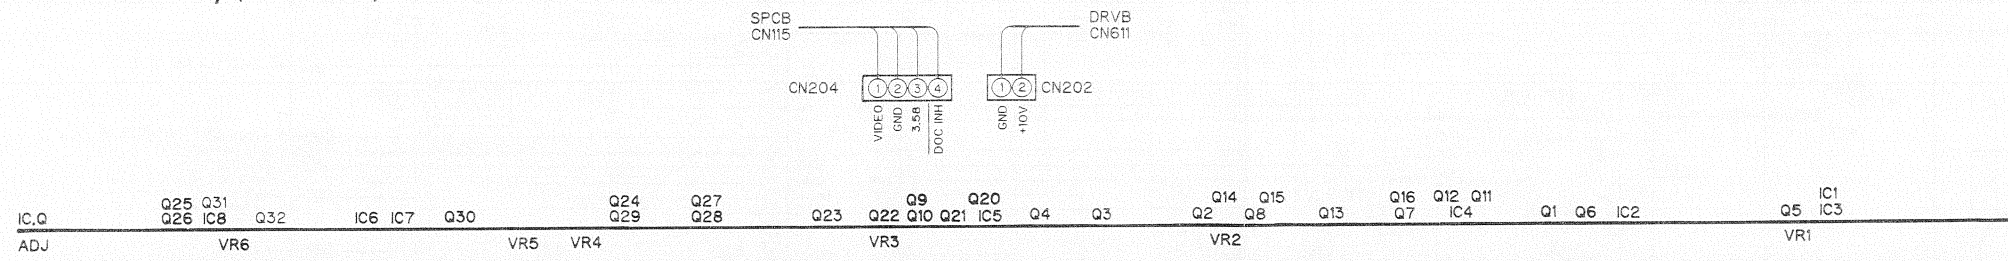 SPCB
CN115
DRVB
CN611
CN204
1 2 3 4
1 2
CN202
VIDEO
GND
3.58
DOC INH
GND
+10V
Q25 Q31 Q24 Q27 Q9 Q20 Q14 Q15 Q16 Q12 Q11 IC1
IC,Q Q26 IC8 Q32 IC6 IC7 Q30 Q29 Q28 Q23 Q22 Q10 Q21 IC5 Q4 Q3 Q2 Q8 Q13 Q7 IC4 Q1 Q6 IC2 Q5 IC3
ADJ VR6 VR5 VR4 VR3 VR2 VR1